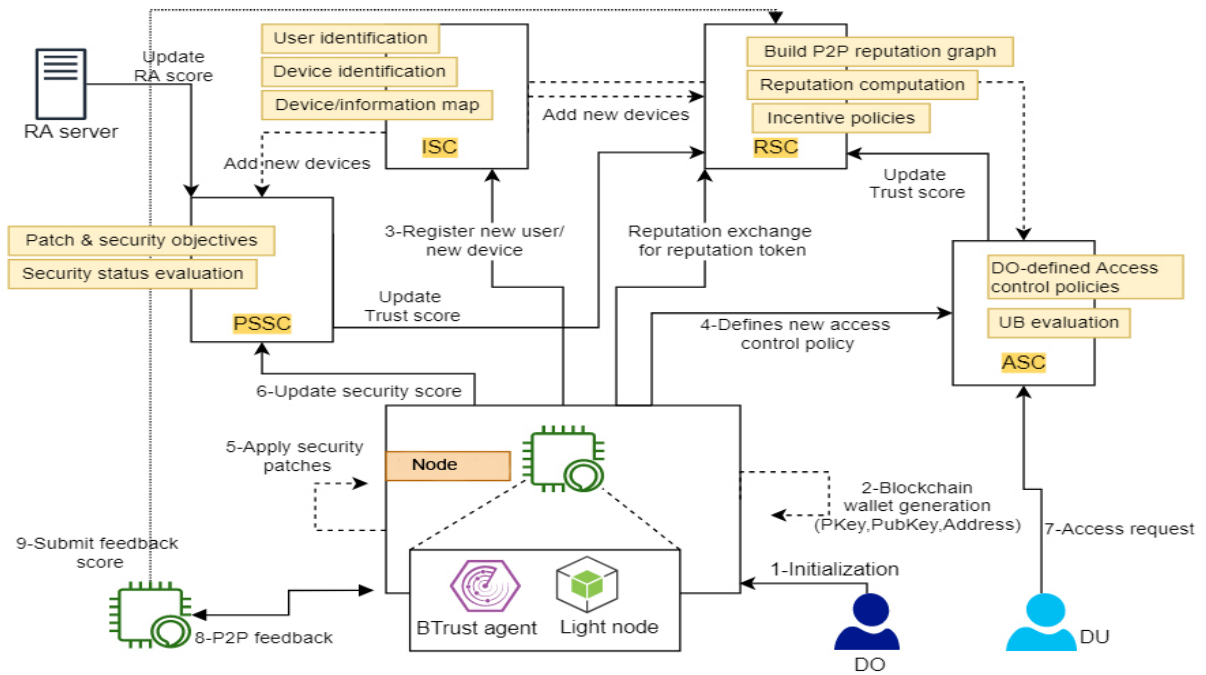 User identification
Build P2P reputation graph
Update
RA score
Device identification
Reputation computation
Device/information map
Add new devices
Incentive policies
RA server
ISC
RSC
Add new devices
Update
Trust score
3-Register new user/
new device
Reputation exchange
for reputation token
Patch & security objectives
Security status evaluation
DO-defined Access
control policies
Update
Trust score
PSSC
4-Defines new access
control policy
UB evaluation
ASC
6-Update security score
5-Apply security
patches
Node
2-Blockchain
wallet generation
(PKey,PubKey,Address)
7-Access request
9-Submit feedback
score
1-Initialization
8-P2P feedback
BTrust agent
Light node
DO
DU